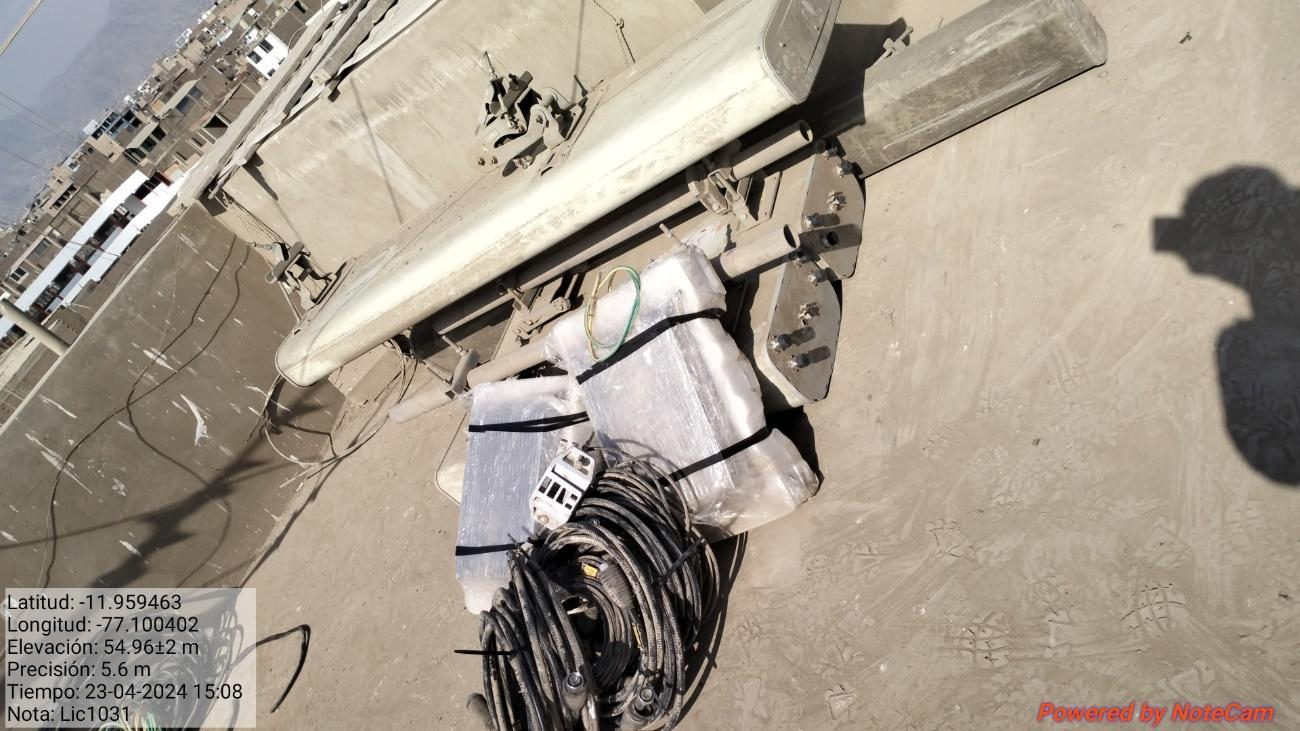 Latitud: -11.959463
Longitud: -77.100402
Elevación: 54.96±2 m
Precisión: 5.6 m
Tiempo: 23-04-2024 15:08
Nota: Lic1031
Powered by NoteCam